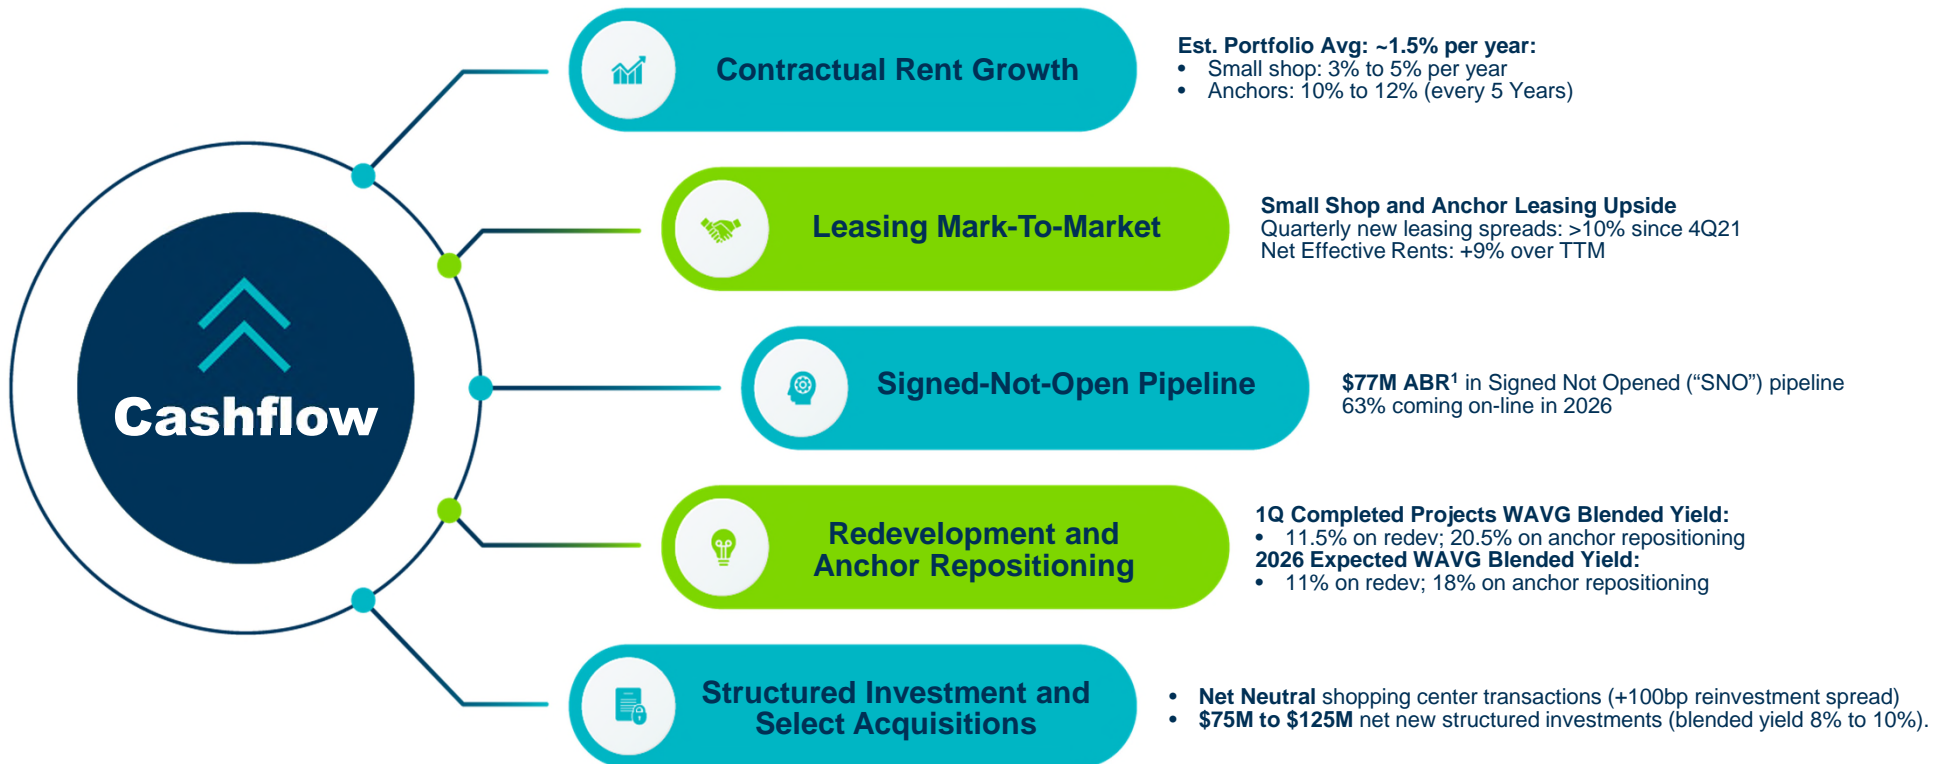 Cashflow
Contractual Rent Growth
Est. Portfolio Avg: ~1.5% per year:
• Small shop: 3% to 5% per year
• Anchors: 10% to 12% (every 5 Years)
Leasing Mark-To-Market
Small Shop and Anchor Leasing Upside
Quarterly new leasing spreads: >10% since 4Q21
Net Effective Rents: +9% over TTM
Signed-Not-Open Pipeline
$77M ABR¹ in Signed Not Opened (“SNO”) pipeline
63% coming on-line in 2026
Redevelopment and
Anchor Repositioning
1Q Completed Projects WAVG Blended Yield:
• 11.5% on redev; 20.5% on anchor repositioning
2026 Expected WAVG Blended Yield:
• 11% on redev; 18% on anchor repositioning
Structured Investment and
Select Acquisitions
• Net Neutral shopping center transactions (+100bp reinvestment spread)
• $75M to $125M net new structured investments (blended yield 8% to 10%).